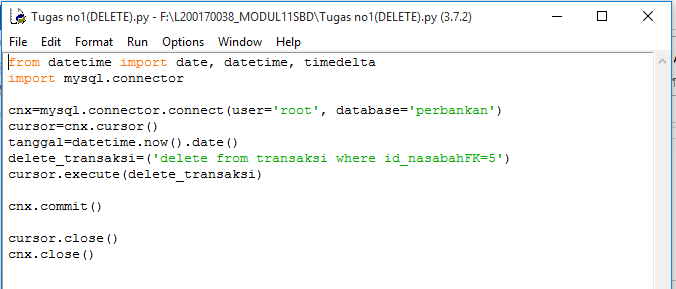 Tugas no1(DELETE).py - F:\L200170038_MODUL11SBD\Tugas no1(DELETE).py (3.7.2)
File Edit Format Run Options Window Help
from datetime import date, datetime, timedelta
import mysql.connector
cnx=mysql.connector.connect(user='root', database='perbankan')
cursor=cnx.cursor()
tanggal=datetime.now().date()
delete_transaksi=('delete from transaksi where id_nasabahFK=5')
cursor.execute(delete_transaksi)
cnx.commit()
cursor.close()
cnx.close()